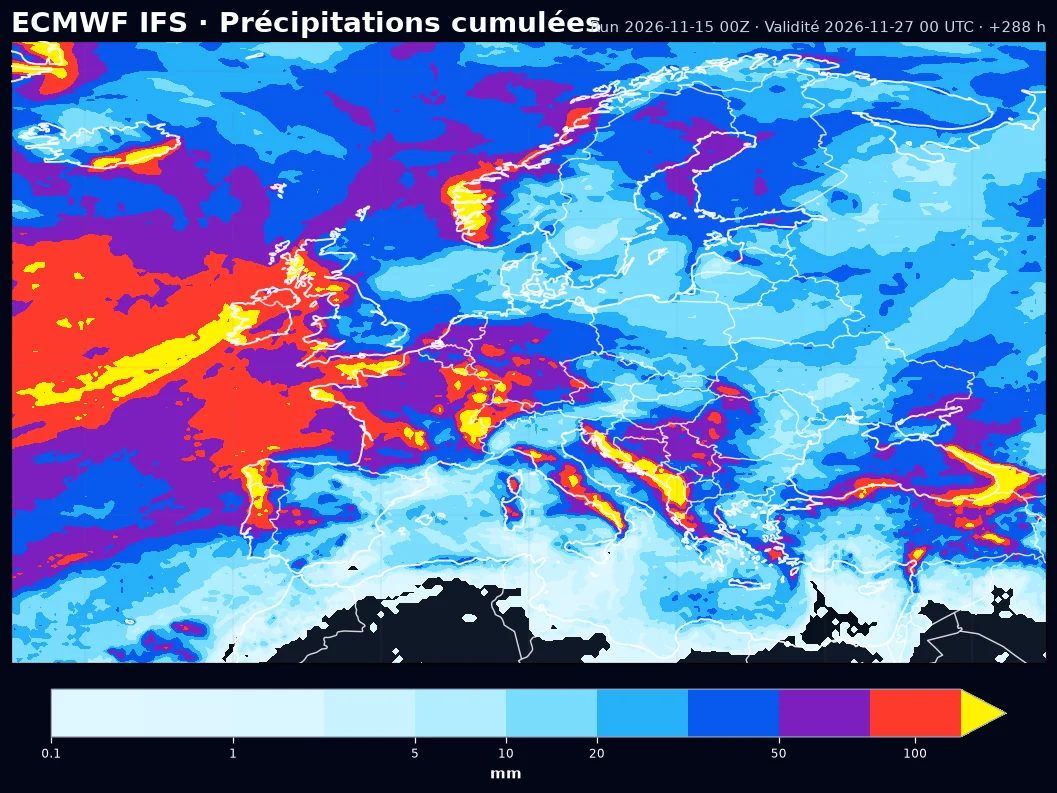 ECMWF IFS · Précipitations cumulées
Run 2026-11-15 00Z · Validité 2026-11-27 00 UTC · +288 h
0.1 1 5 10 20 50 100
mm